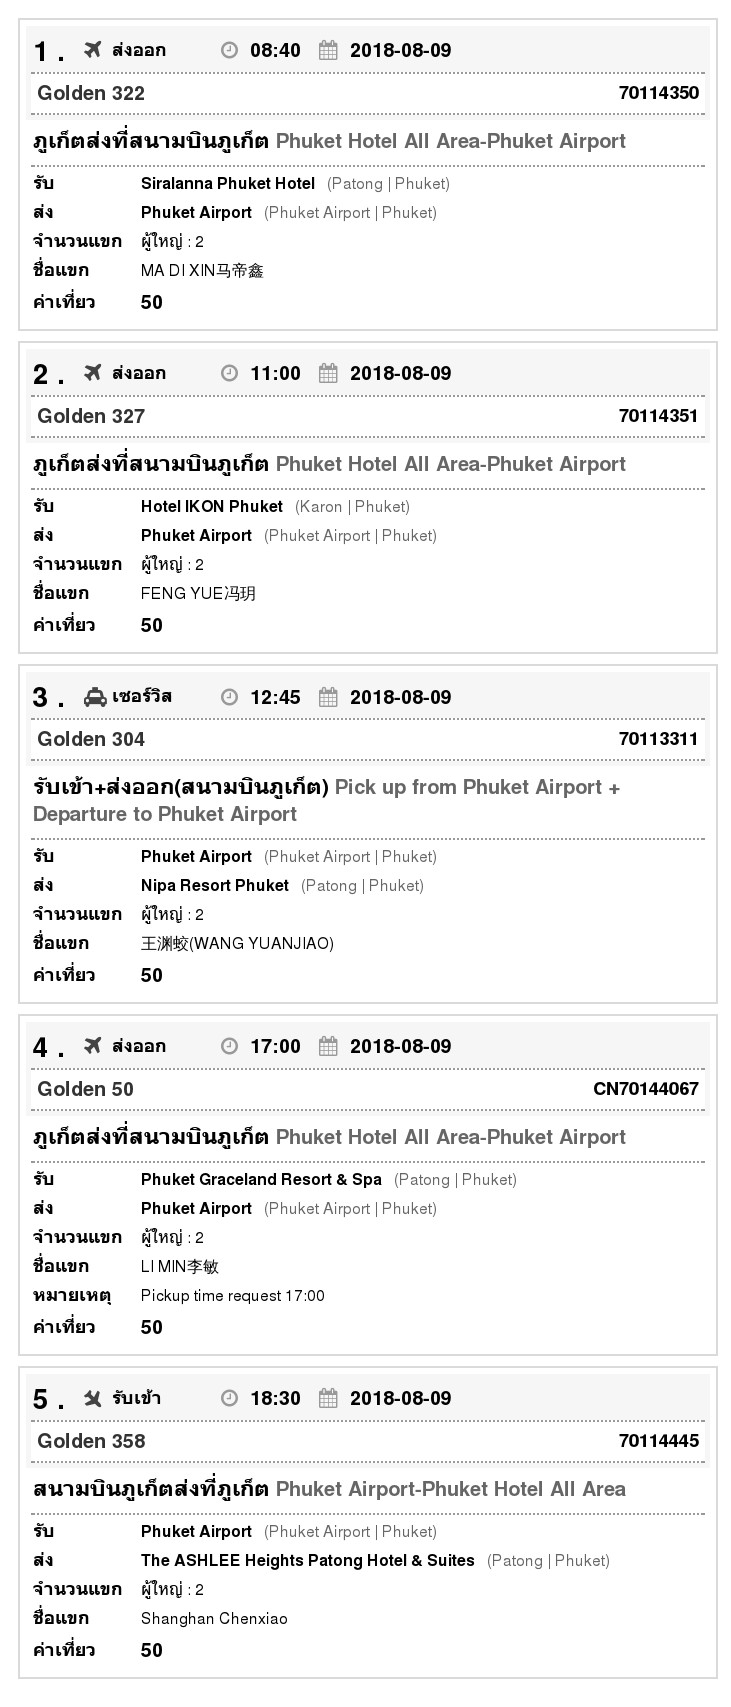 1 . ส่งออก 08:40 2018-08-09
Golden 322 70114350
ภูเก็ตส่งที่สนามบินภูเก็ต Phuket Hotel All Area-Phuket Airport
รับ Siralanna Phuket Hotel (Patong | Phuket)
ส่ง Phuket Airport (Phuket Airport | Phuket)
จำนวนแขก ผู้ใหญ่ : 2
ชื่อแขก MA DI XIN马帝鑫
ค่าเที่ยว 50
2 . ส่งออก 11:00 2018-08-09
Golden 327 70114351
ภูเก็ตส่งที่สนามบินภูเก็ต Phuket Hotel All Area-Phuket Airport
รับ Hotel IKON Phuket (Karon | Phuket)
ส่ง Phuket Airport (Phuket Airport | Phuket)
จำนวนแขก ผู้ใหญ่ : 2
ชื่อแขก FENG YUE冯玥
ค่าเที่ยว 50
3 . เซอร์วิส 12:45 2018-08-09
Golden 304 70113311
รับเข้า+ส่งออก(สนามบินภูเก็ต) Pick up from Phuket Airport +
Departure to Phuket Airport
รับ Phuket Airport (Phuket Airport | Phuket)
ส่ง Nipa Resort Phuket (Patong | Phuket)
จำนวนแขก ผู้ใหญ่ : 2
ชื่อแขก 王渊蛟(WANG YUANJIAO)
ค่าเที่ยว 50
4 . ส่งออก 17:00 2018-08-09
Golden 50 CN70144067
ภูเก็ตส่งที่สนามบินภูเก็ต Phuket Hotel All Area-Phuket Airport
รับ Phuket Graceland Resort & Spa (Patong | Phuket)
ส่ง Phuket Airport (Phuket Airport | Phuket)
จำนวนแขก ผู้ใหญ่ : 2
ชื่อแขก LI MIN李敏
หมายเหตุ Pickup time request 17:00
ค่าเที่ยว 50
5 . รับเข้า 18:30 2018-08-09
Golden 358 70114445
สนามบินภูเก็ตส่งที่ภูเก็ต Phuket Airport-Phuket Hotel All Area
รับ Phuket Airport (Phuket Airport | Phuket)
ส่ง The ASHLEE Heights Patong Hotel & Suites (Patong | Phuket)
จำนวนแขก ผู้ใหญ่ : 2
ชื่อแขก Shanghan Chenxiao
ค่าเที่ยว 50